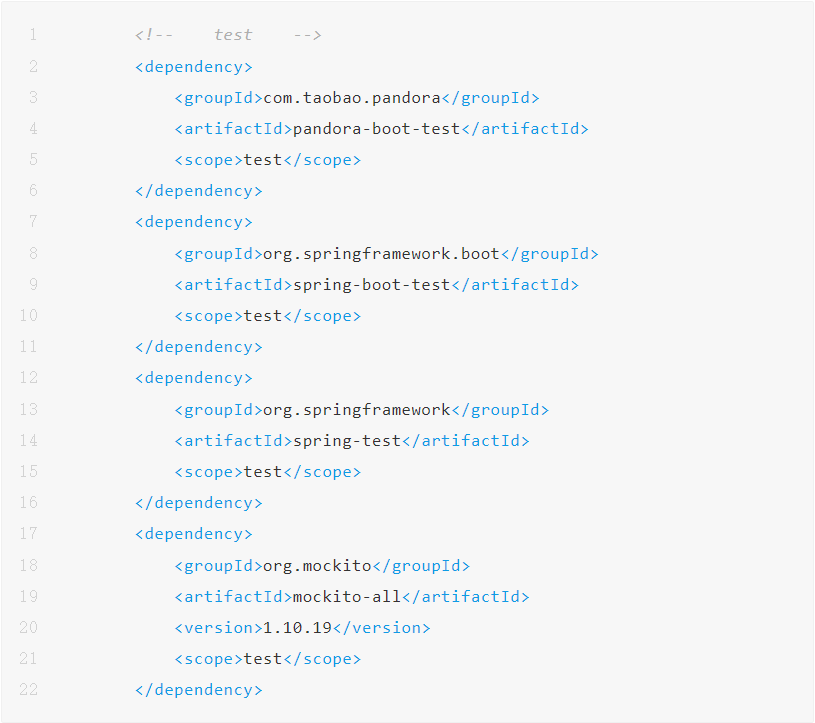 1 <!--    test    -->
2 <dependency>
3     <groupId>com.taobao.pandora</groupId>
4     <artifactId>pandora-boot-test</artifactId>
5     <scope>test</scope>
6 </dependency>
7 <dependency>
8     <groupId>org.springframework.boot</groupId>
9     <artifactId>spring-boot-test</artifactId>
10     <scope>test</scope>
11 </dependency>
12 <dependency>
13     <groupId>org.springframework</groupId>
14     <artifactId>spring-test</artifactId>
15     <scope>test</scope>
16 </dependency>
17 <dependency>
18     <groupId>org.mockito</groupId>
19     <artifactId>mockito-all</artifactId>
20     <version>1.10.19</version>
21     <scope>test</scope>
22 </dependency>